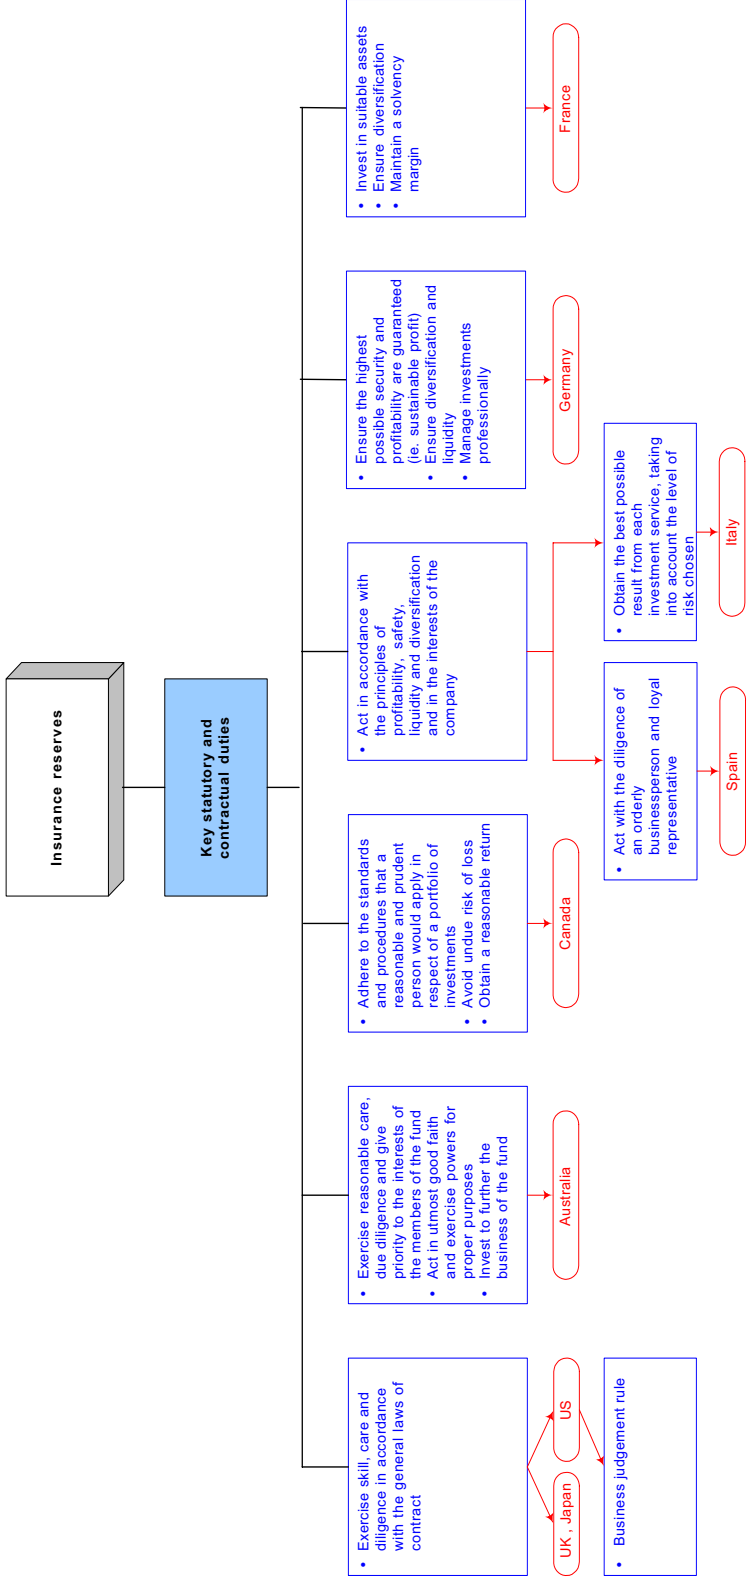 Insurance reserves
Key statutory and
contractual duties
• Exercise skill, care and
diligence in accordance
with the general laws of
contract
UK , Japan
US
• Business judgement rule
• Exercise reasonable care,
due diligence and give
priority to the interests of
the members of the fund
• Act in utmost good faith
and exercise powers for
proper purposes
• Invest to further the
business of the fund
Australia
• Adhere to the standards
and procedures that a
reasonable and prudent
person would apply in
respect of a portfolio of
investments
• Avoid undue risk of loss
• Obtain a reasonable return
Canada
• Act in accordance with
the principles of
profitability, safety,
liquidity and diversification
and in the interests of the
company
• Act with the diligence of
an orderly
businessperson and loyal
representative
Spain
• Obtain the best possible
result from each
investment service, taking
into account the level of
risk chosen
Italy
• Ensure the highest
possible security and
profitability are guaranteed
(ie. sustainable profit)
• Ensure diversification and
liquidity
• Manage investments
professionally
Germany
• Invest in suitable assets
• Ensure diversification
• Maintain a solvency
margin
France